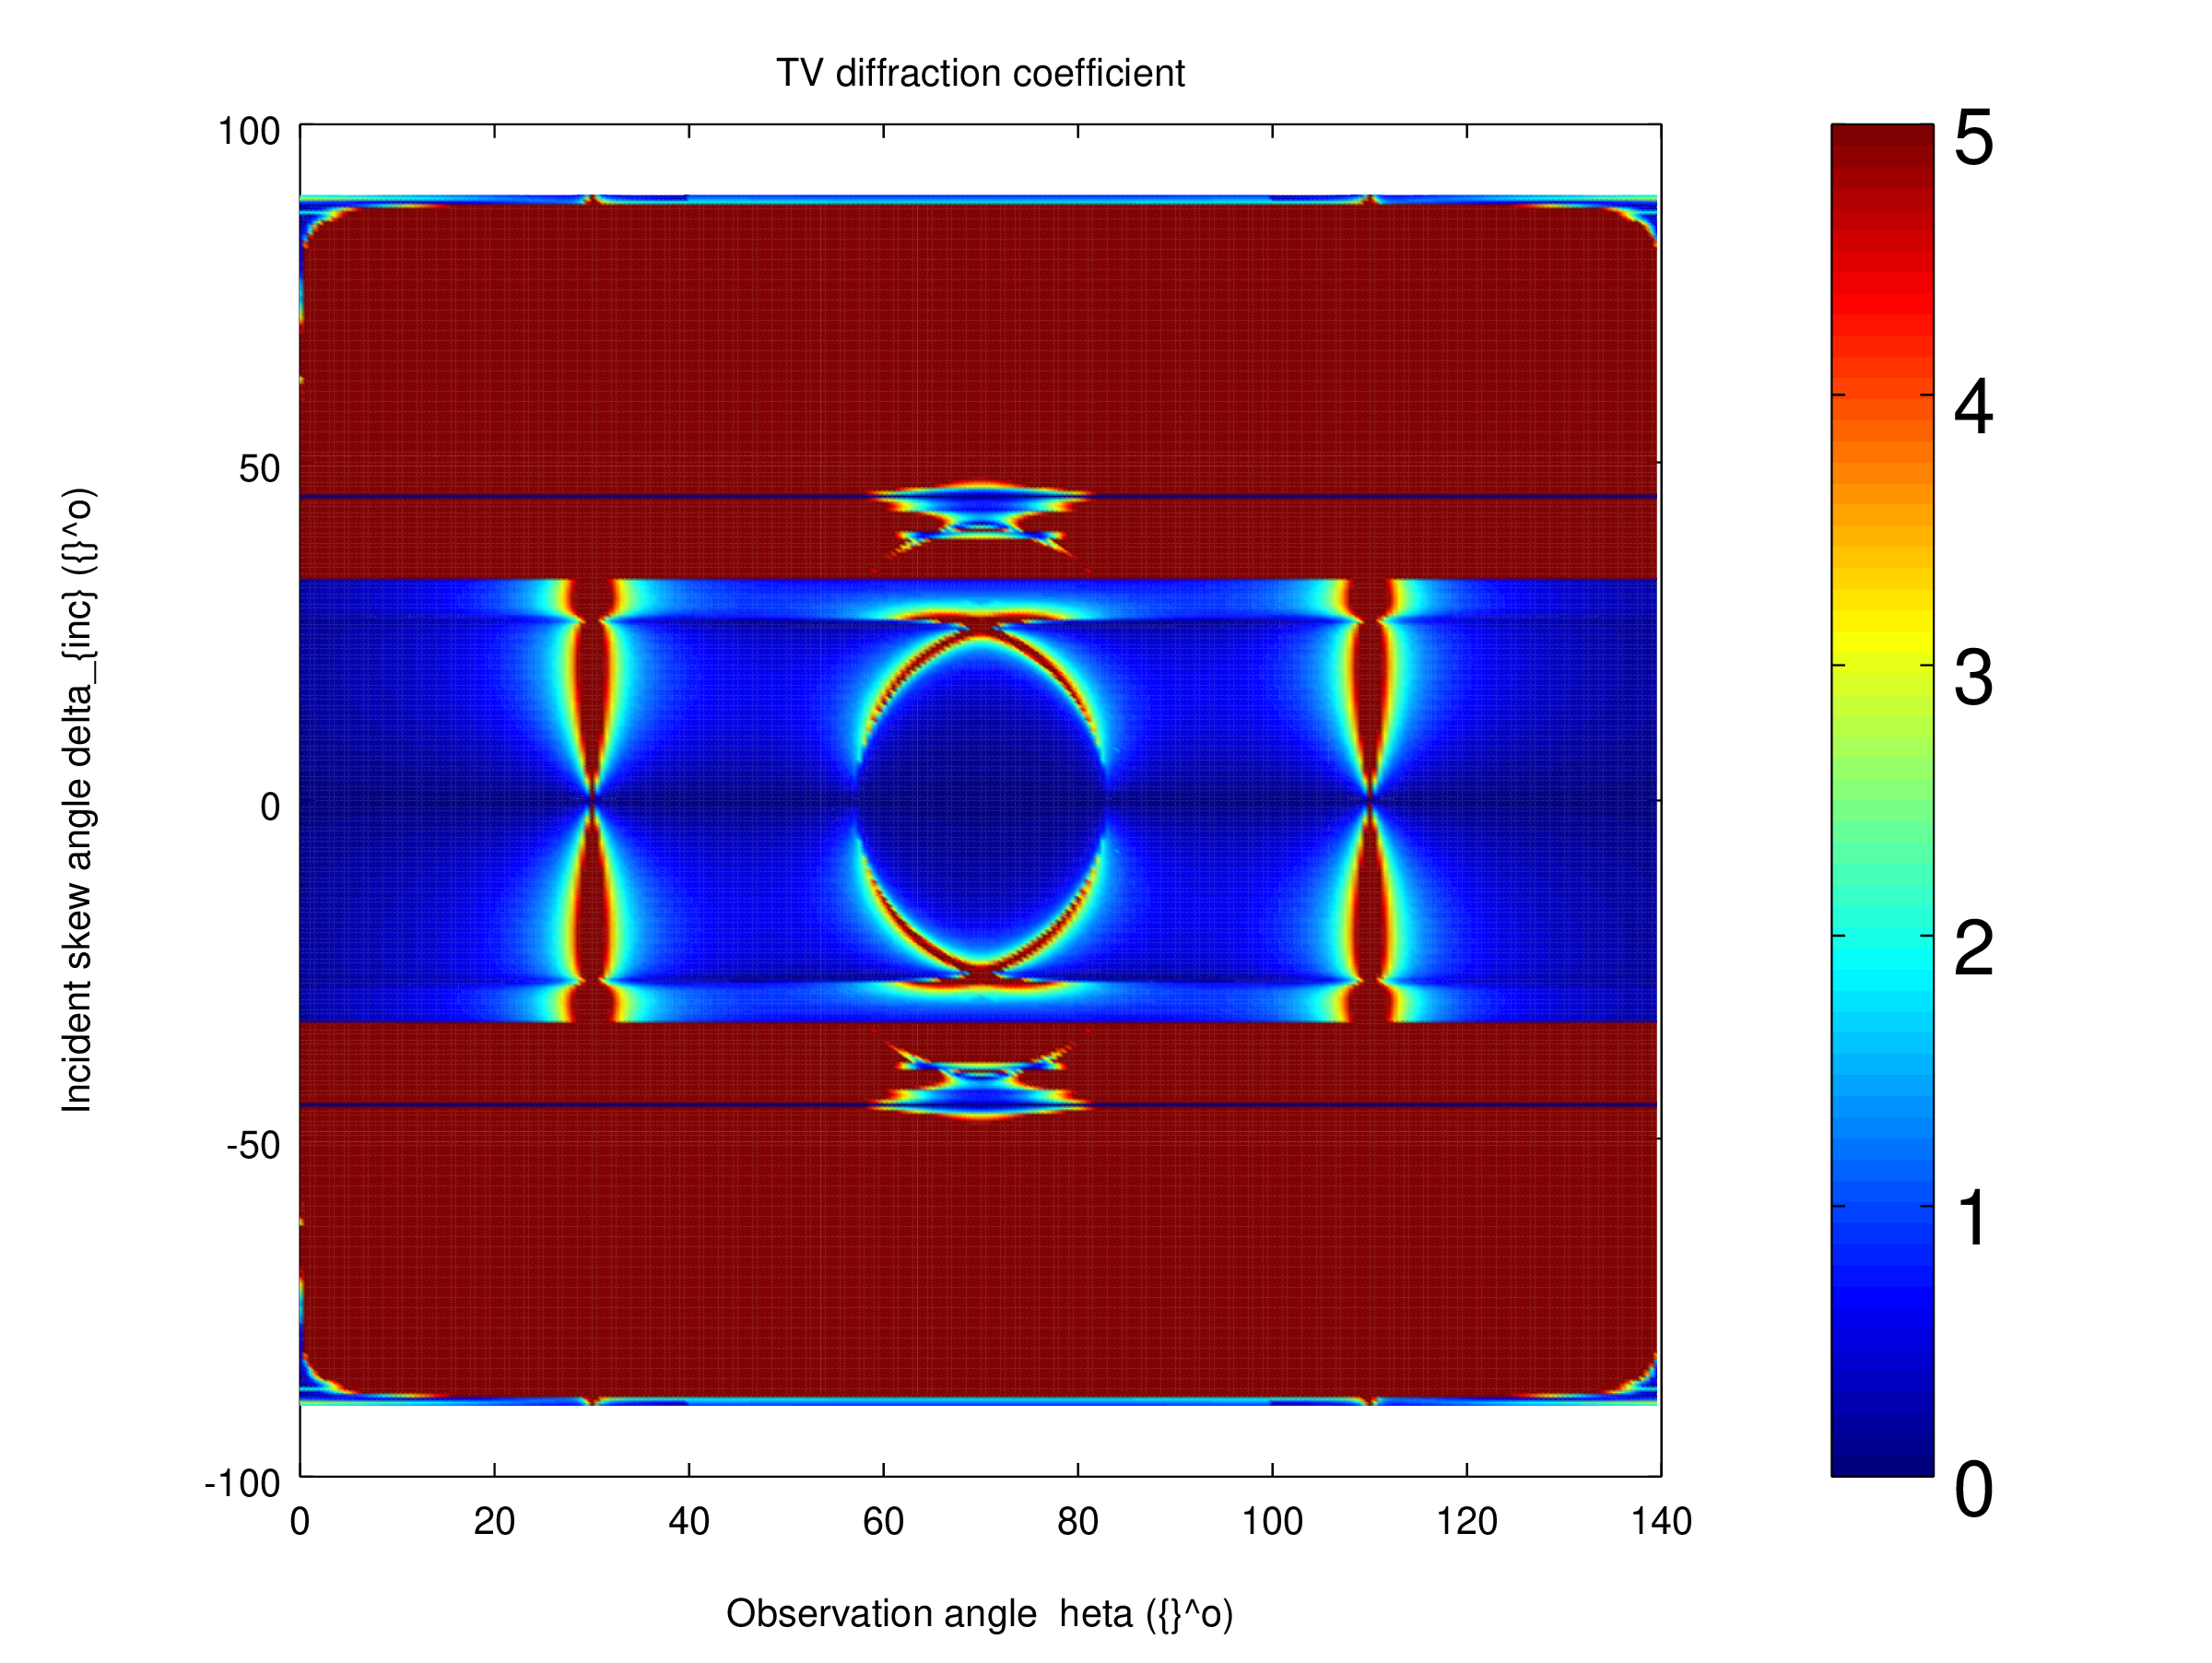 TV diffraction coefficient
100
50
0
-50
-100
Incident skew angle delta_{inc} ({}^o)
0 20 40 60 80 100 120 140
Observation angle  heta ({}^o)
5
4
3
2
1
0